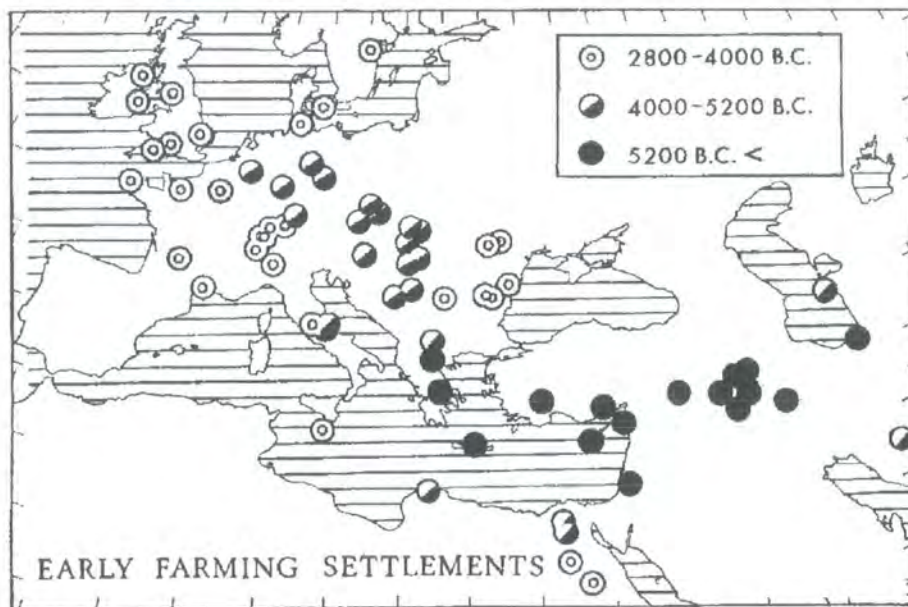 2800-4000 B.C.
4000-5200 B.C.
5200 B.C. <
EARLY FARMING SETTLEMENTS